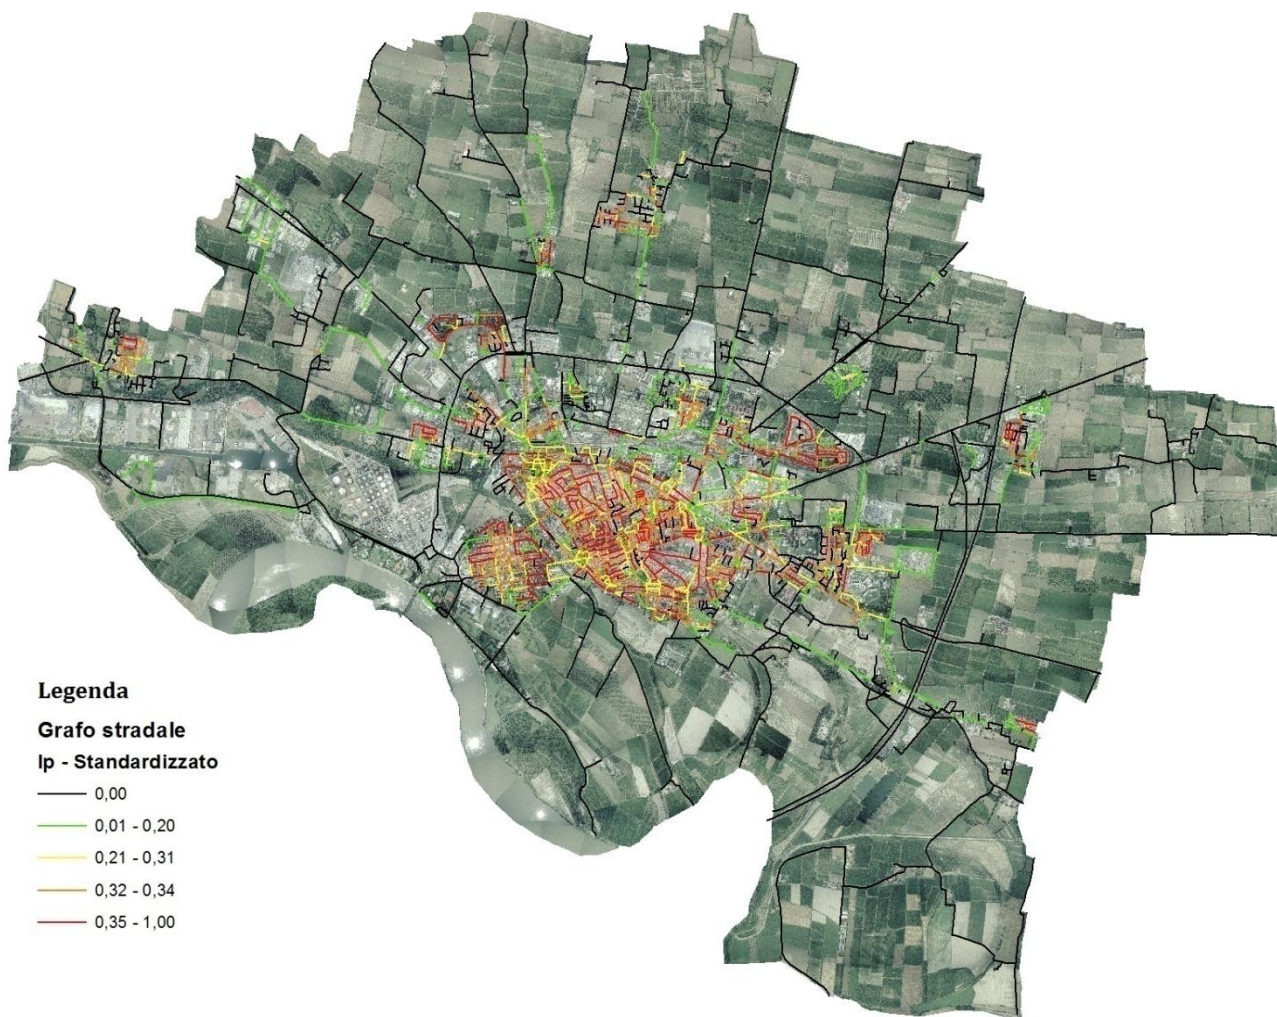 Legenda
Grafo stradale
Ip - Standardizzato
0,00
0,01 - 0,20
0,21 - 0,31
0,32 - 0,34
0,35 - 1,00